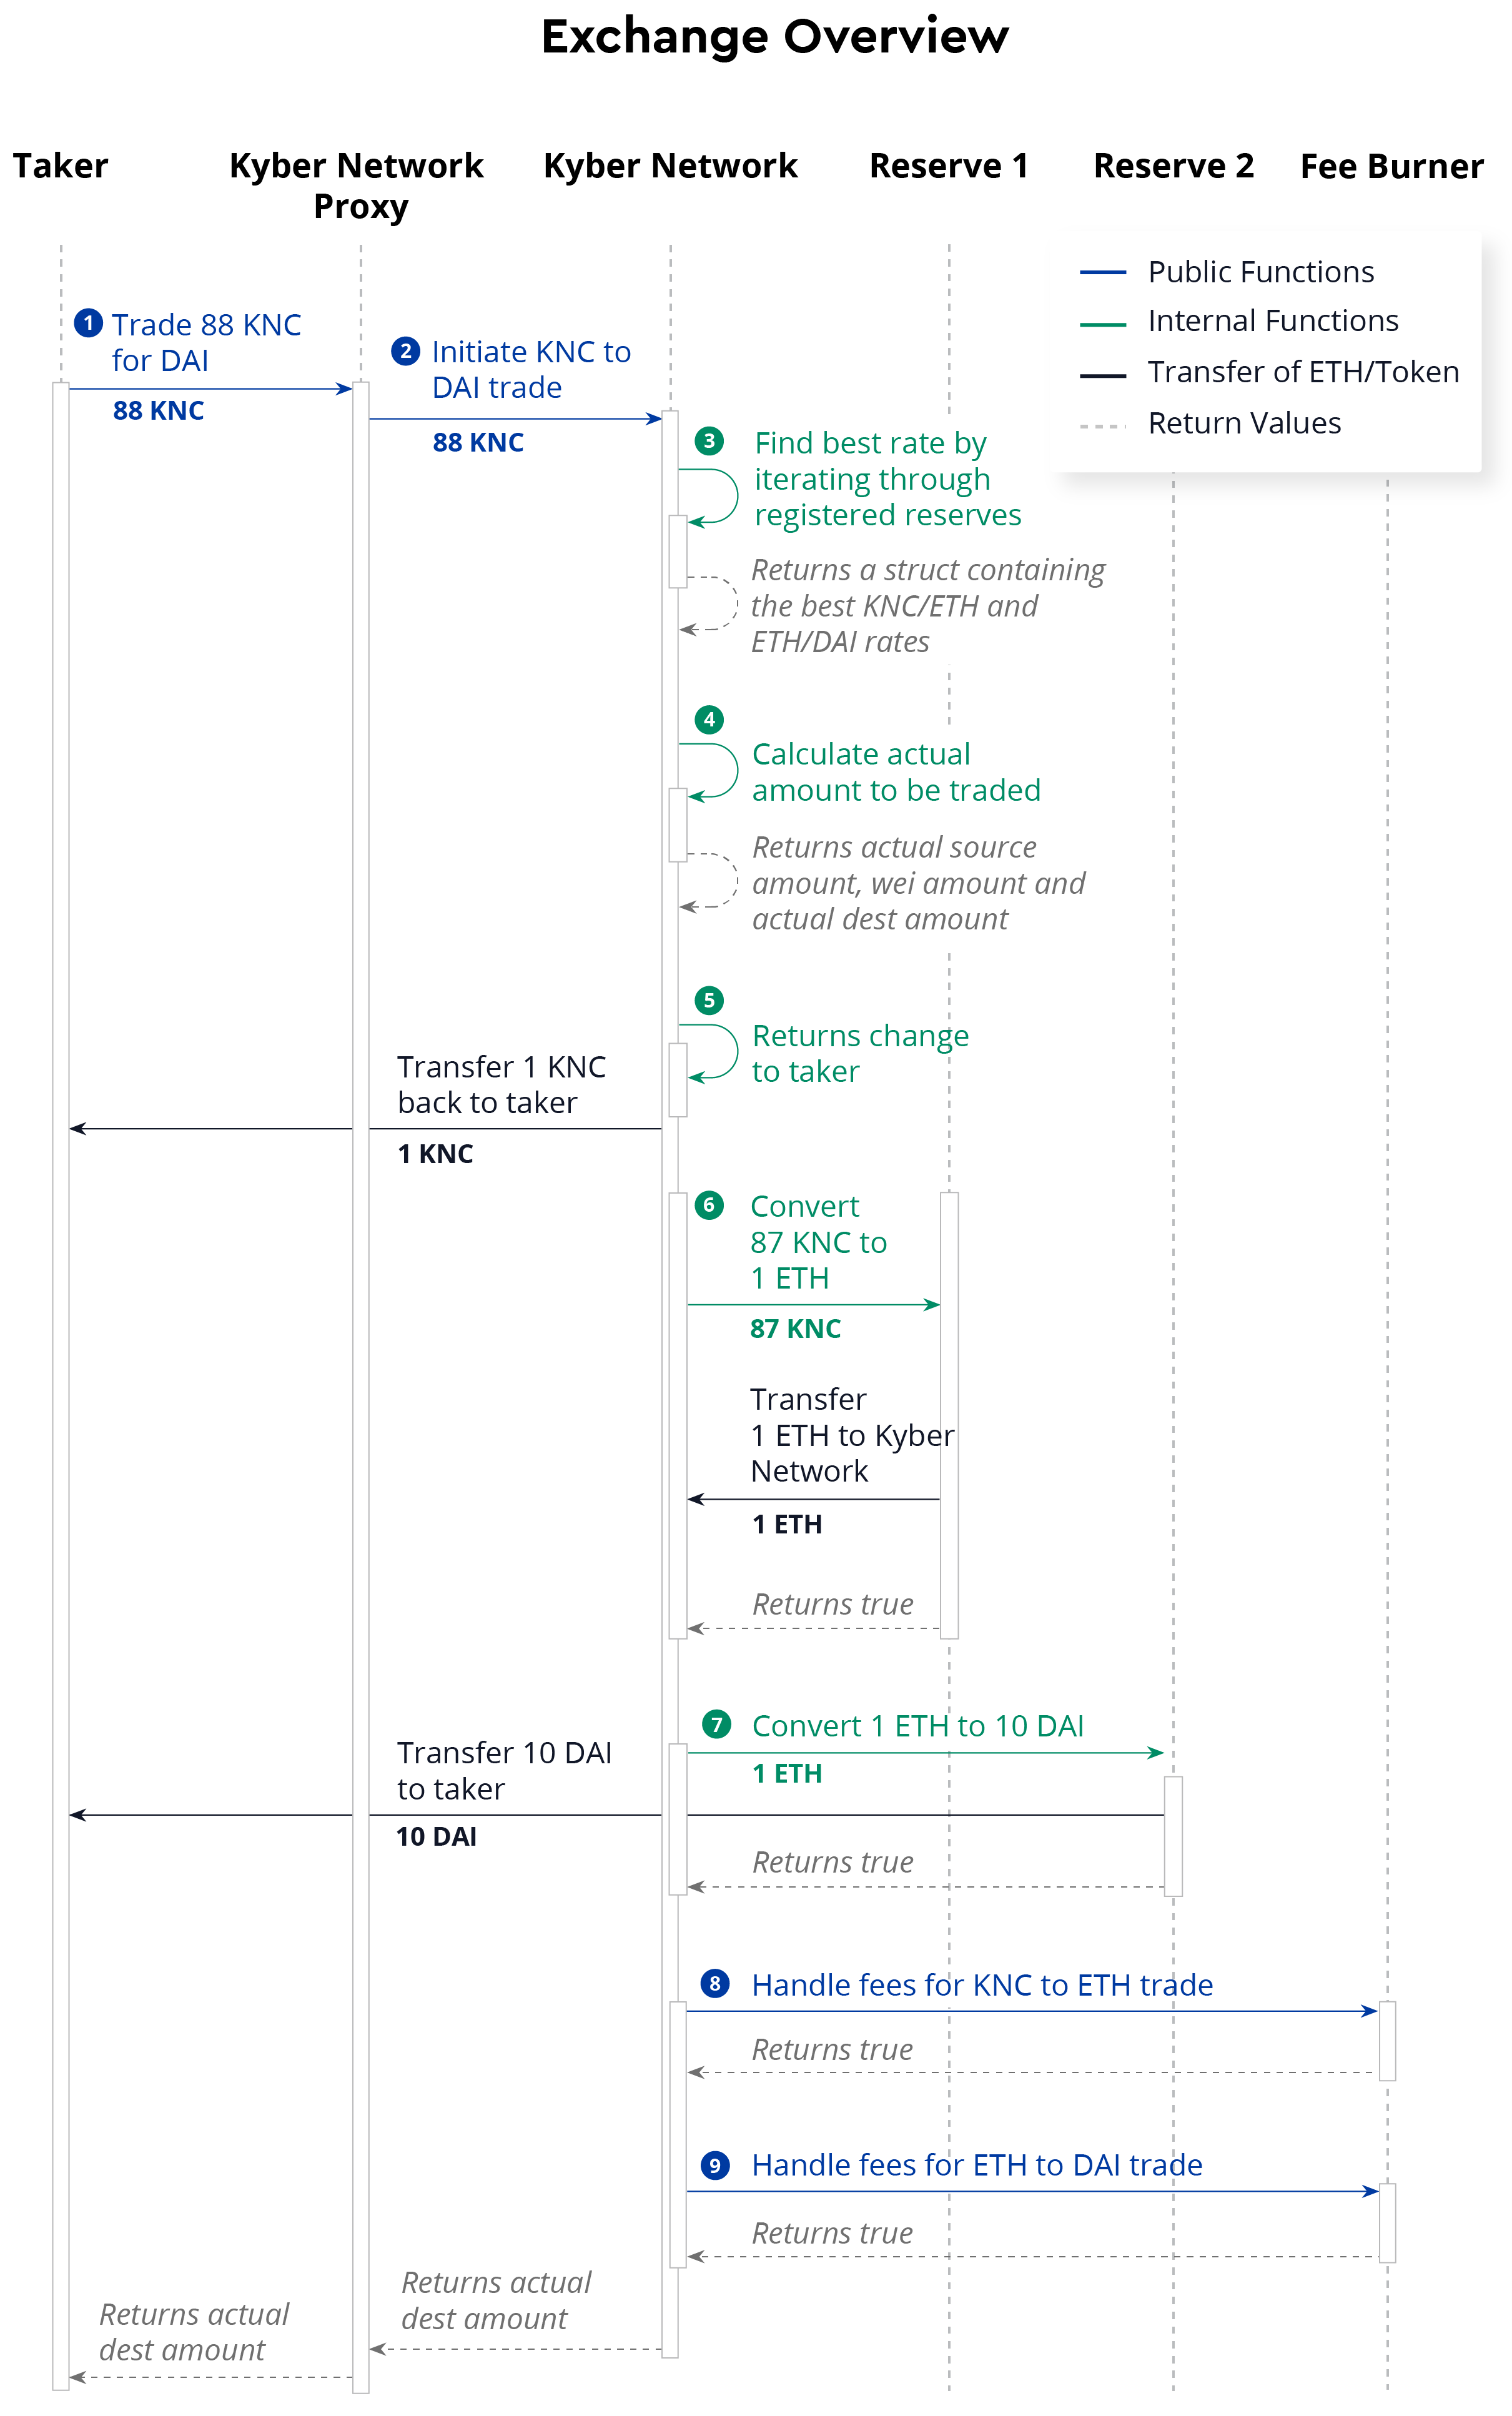 Exchange Overview
Taker
Kyber Network
Proxy
Kyber Network
Reserve 1
Reserve 2
Fee Burner
Public Functions
Internal Functions
Transfer of ETH/Token
Return Values
1 Trade 88 KNC
for DAI
88 KNC
2 Initiate KNC to
DAI trade
88 KNC
3 Find best rate by
iterating through
registered reserves
Returns a struct containing
the best KNC/ETH and
ETH/DAI rates
4
Calculate actual
amount to be traded
Returns actual source
amount, wei amount and
actual dest amount
5
Returns change
to taker
Transfer 1 KNC
back to taker
1 KNC
6 Convert
87 KNC to
1 ETH
87 KNC
Transfer
1 ETH to Kyber
Network
1 ETH
Returns true
7 Convert 1 ETH to 10 DAI
1 ETH
Transfer 10 DAI
to taker
10 DAI
Returns true
8 Handle fees for KNC to ETH trade
Returns true
9 Handle fees for ETH to DAI trade
Returns true
Returns actual
dest amount
Returns actual
dest amount